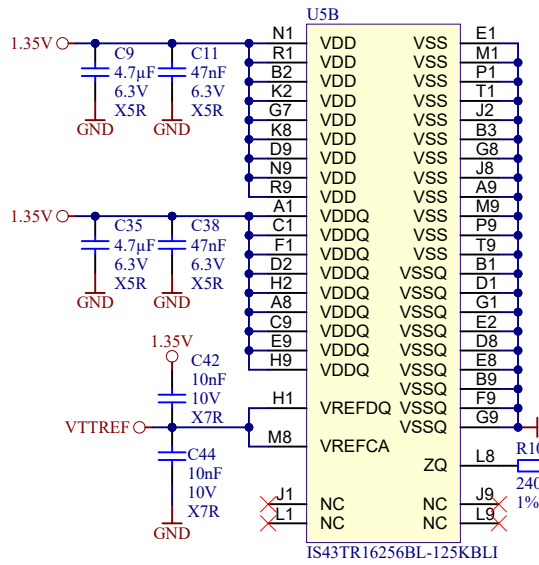 U5B
1.35V
C9
4.7µF
6.3V
X5R
GND
C11
47nF
6.3V
X5R
GND
N1 VDD VSS E1
R1 VDD VSS M1
B2 VDD VSS P1
K2 VDD VSS T1
G7 VDD VSS J2
K8 VDD VSS B3
D9 VDD VSS G8
N9 VDD VSS J8
R9 VDD VSS A9
1.35V
C35
4.7µF
6.3V
X5R
GND
C38
47nF
6.3V
X5R
GND
A1 VDDQ VSS M9
C1 VDDQ VSS P9
F1 VDDQ VSS T9
D2 VDDQ VSSQ B1
H2 VDDQ VSSQ D1
A8 VDDQ VSSQ G1
C9 VDDQ VSSQ E2
E9 VDDQ VSSQ D8
H9 VDDQ VSSQ E8
VSSQ B9
1.35V
C42
10nF
10V
X7R
VTTREF
C44
10nF
10V
X7R
GND
H1 VREFDQ VSSQ F9
VSSQ G9
M8 VREFCA
ZQ L8
R10
240
1%
J1 NC NC J9
L1 NC NC L9
IS43TR16256BL-125KBLI